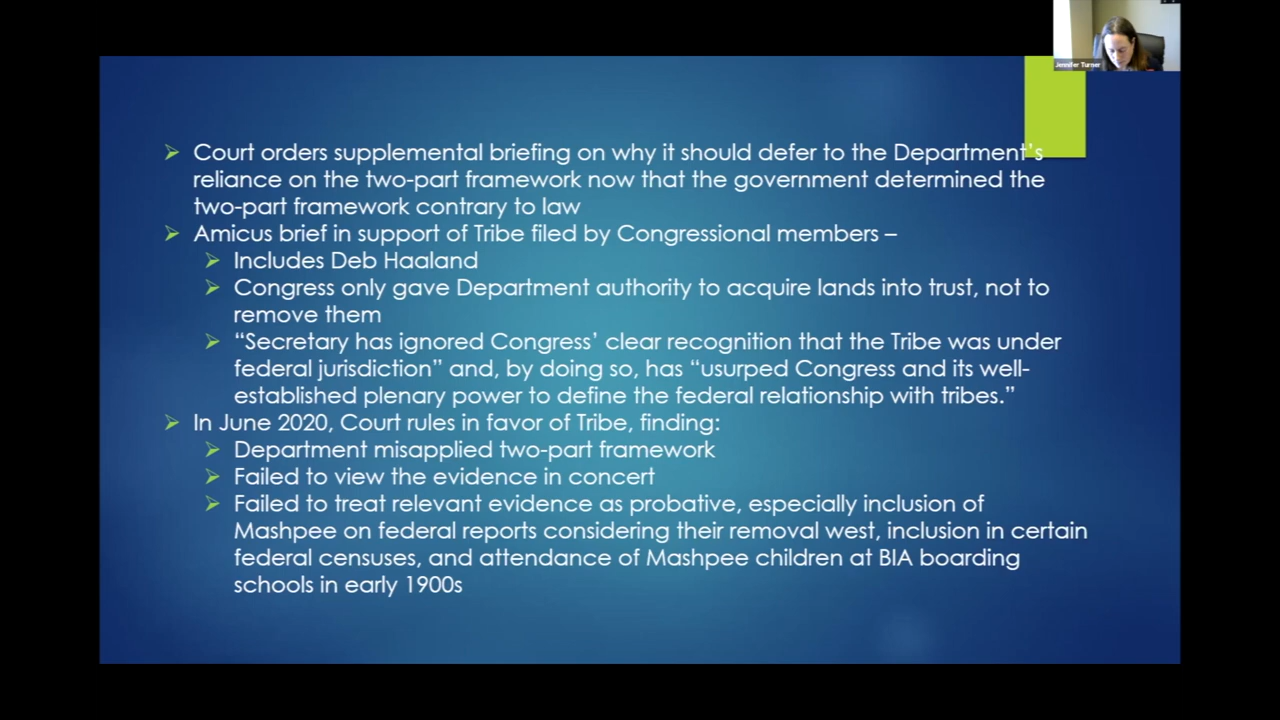 Jennifer Turner
➢ Court orders supplemental briefing on why it should defer to the Department’s
reliance on the two-part framework now that the government determined the
two-part framework contrary to law
➢ Amicus brief in support of Tribe filed by Congressional members –
➢ Includes Deb Haaland
➢ Congress only gave Department authority to acquire lands into trust, not to
remove them
➢ “Secretary has ignored Congress’ clear recognition that the Tribe was under
federal jurisdiction” and, by doing so, has “usurped Congress and its well-
established plenary power to define the federal relationship with tribes.”
➢ In June 2020, Court rules in favor of Tribe, finding:
➢ Department misapplied two-part framework
➢ Failed to view the evidence in concert
➢ Failed to treat relevant evidence as probative, especially inclusion of
Mashpee on federal reports considering their removal west, inclusion in certain
federal censuses, and attendance of Mashpee children at BIA boarding
schools in early 1900s